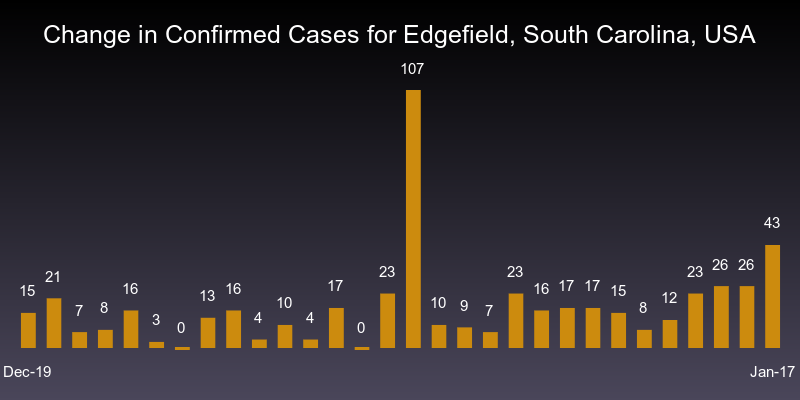 Change in Confirmed Cases for Edgefield, South Carolina, USA
107
43
15 21 7 8 16 3 0 13 16 4 10 4 17 0 23 10 9 7 23 16 17 17 15 8 12 23 26 26
Dec-19 Jan-17